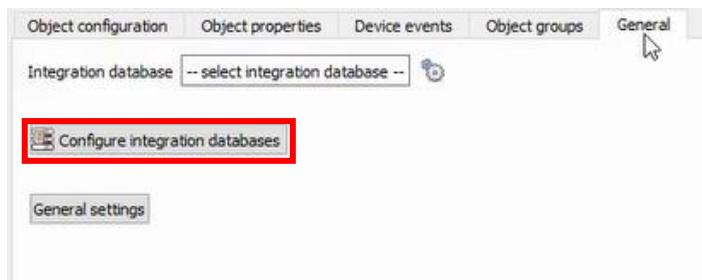 Object configuration Object properties Device events Object groups General
Integration database -- select integration database --
Configure integration databases
General settings